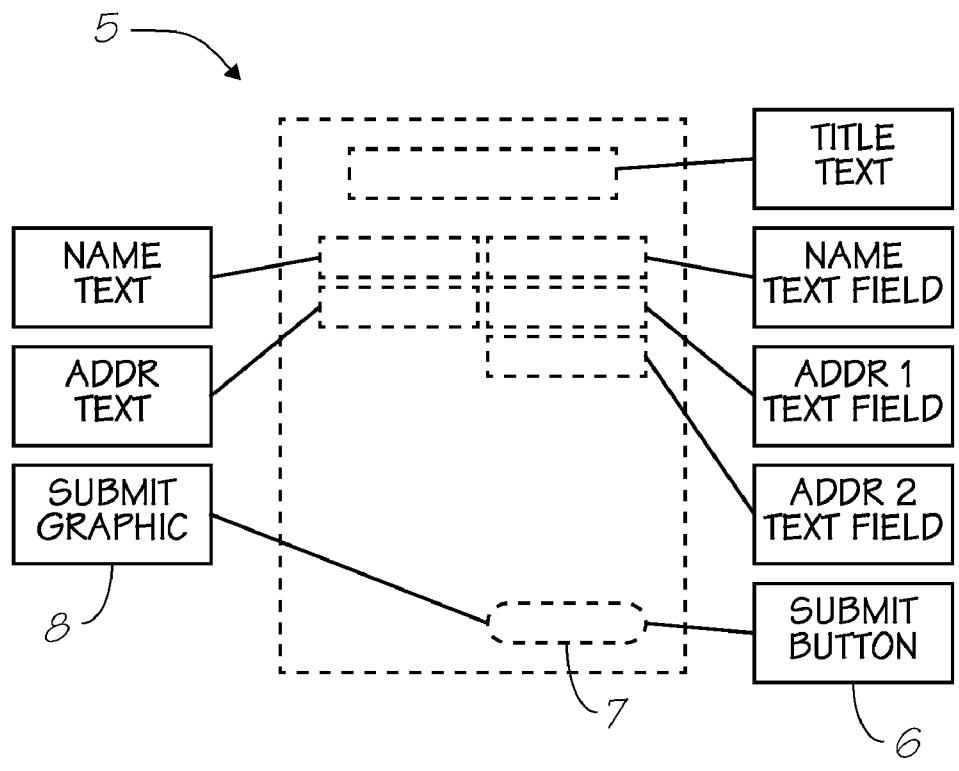 5
TITLE
TEXT
NAME
TEXT
NAME
TEXT FIELD
ADDR
TEXT
ADDR 1
TEXT FIELD
SUBMIT
GRAPHIC
ADDR 2
TEXT FIELD
SUBMIT
BUTTON
8
7
6